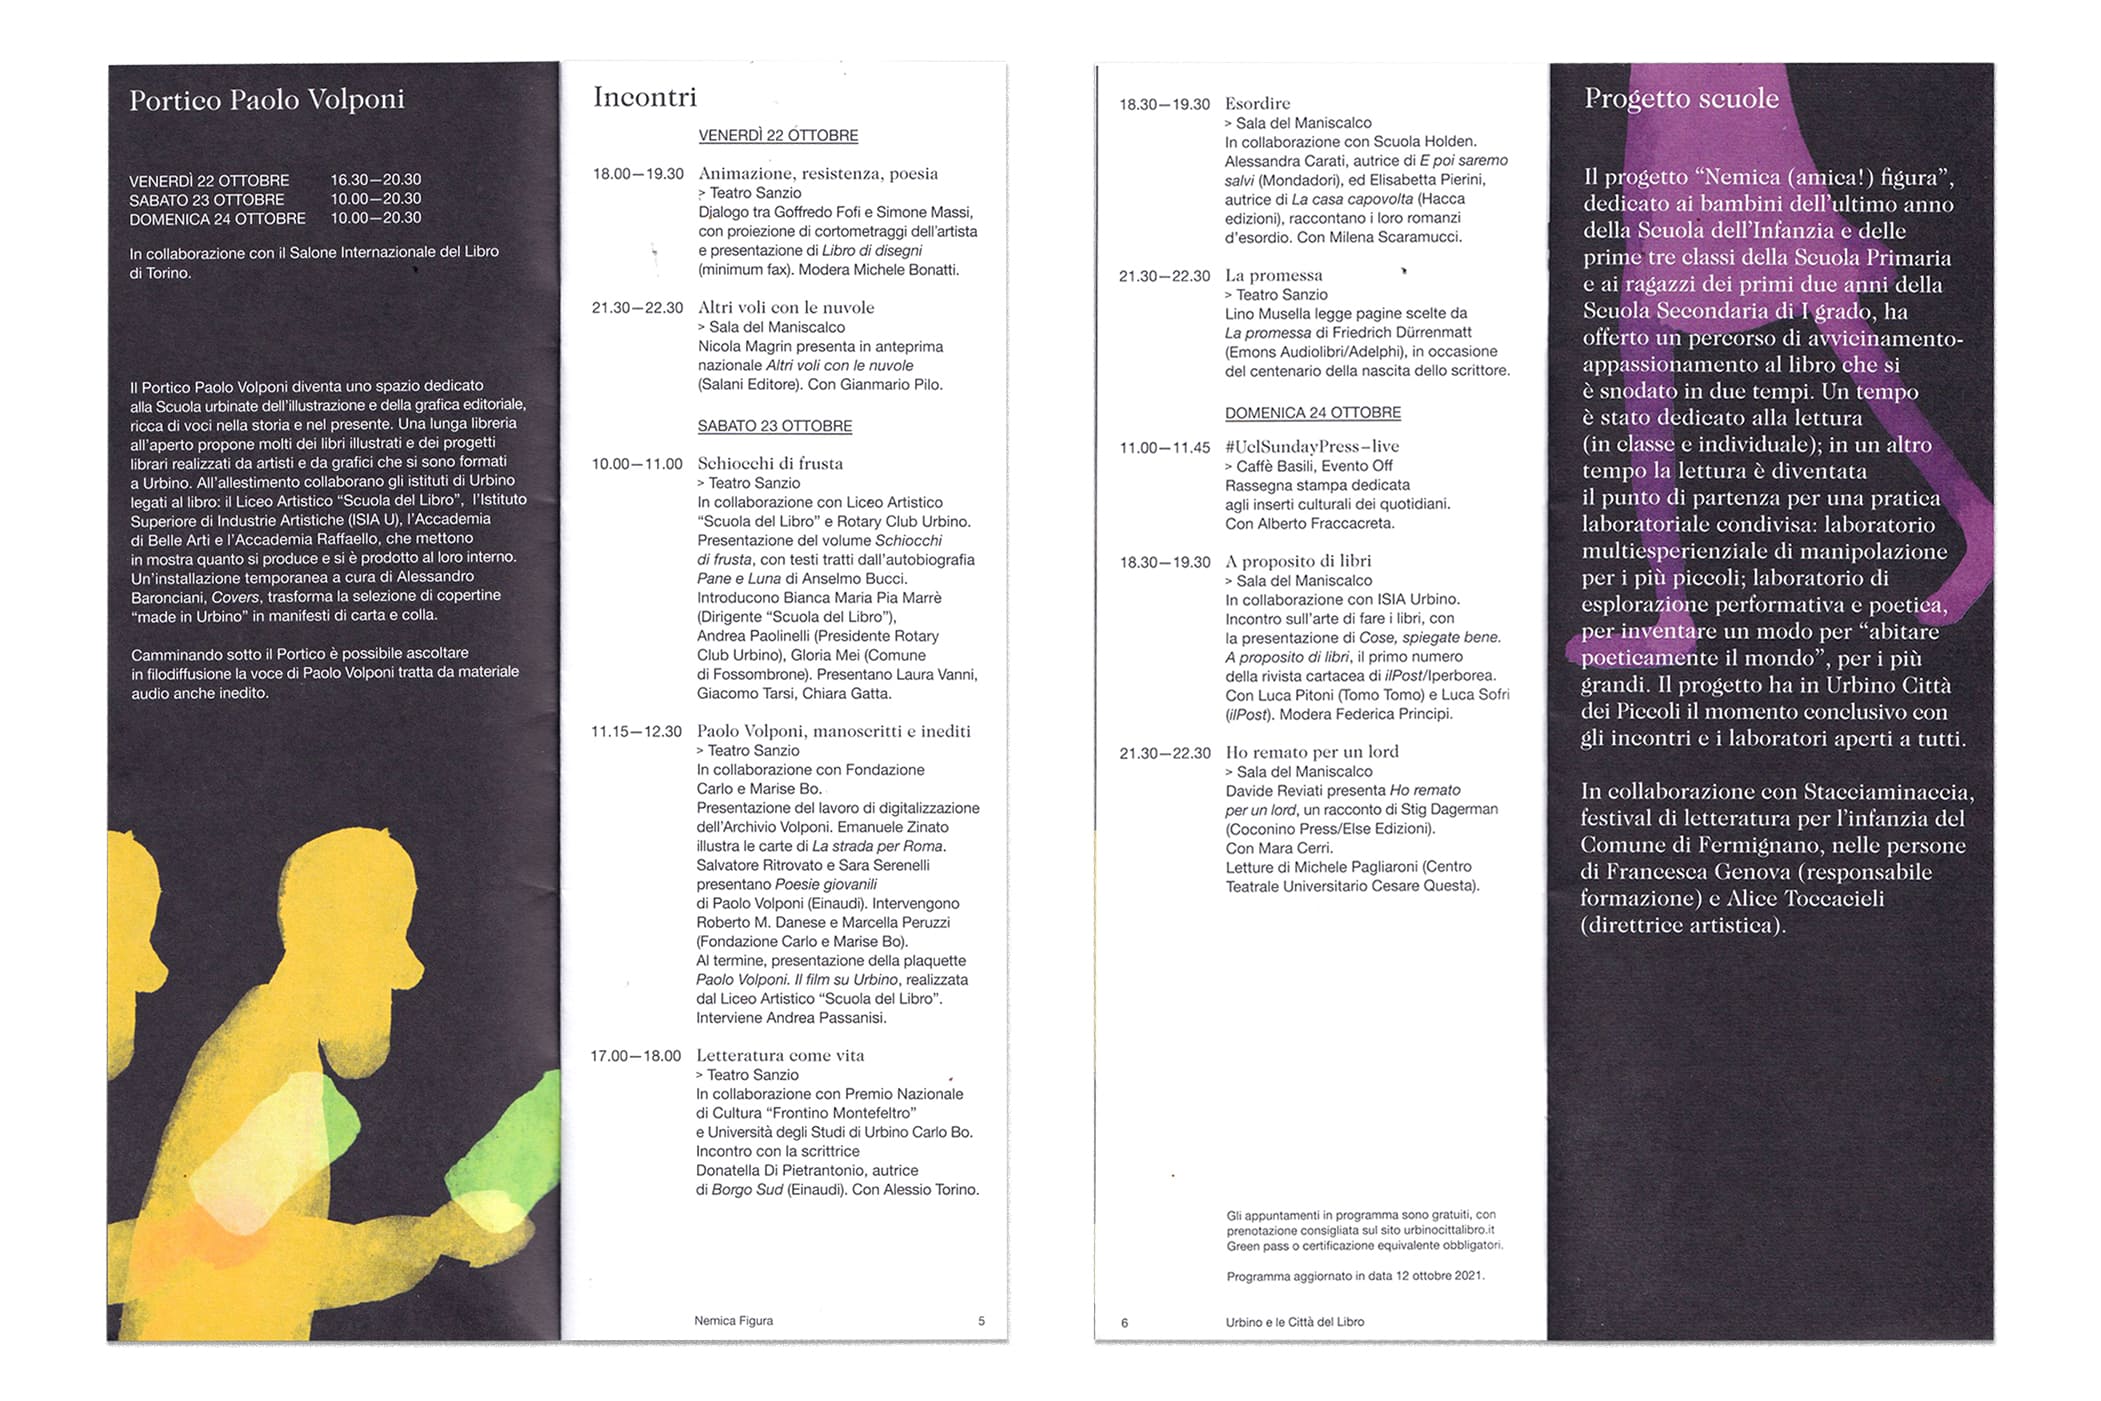 Portico Paolo Volponi
VENERDÌ 22 OTTOBRE 16.30—20.30
SABATO 23 OTTOBRE 10.00—20.30
DOMENICA 24 OTTOBRE 10.00—20.30
In collaborazione con il Salone Internazionale del Libro
di Torino.
Il Portico Paolo Volponi diventa uno spazio dedicato
alla Scuola urbinate dell'illustrazione e della grafica editoriale,
ricca di voci nella storia e nel presente. Una lunga libreria
all'aperto propone molti dei libri illustrati e dei progetti
librari realizzati da artisti e da grafici che si sono formati
a Urbino. All'allestimento collaborano gli istituti di Urbino
legati al libro: il Liceo Artistico “Scuola del Libro”, l'Istituto
Superiore di Industrie Artistiche (ISIA U), l'Accademia
di Belle Arti e l'Accademia Raffaello, che mettono
in mostra quanto si produce e si è prodotto al loro interno.
Un'installazione temporanea a cura di Alessandro
Baronciani, Covers, trasforma la selezione di copertine
“made in Urbino” in manifesti di carta e colla.
Camminando sotto il Portico è possibile ascoltare
in filodiffusione la voce di Paolo Volponi tratta da materiale
audio anche inedito.
Incontri
VENERDÌ 22 OTTOBRE
18.00—19.30 Animazione, resistenza, poesia
> Teatro Sanzio
Dialogo tra Goffredo Fofi e Simone Massi,
con proiezione di cortometraggi dell'artista
e presentazione di Libro di disegni
(minimum fax). Modera Michele Bonatti.
21.30—22.30 Altri voli con le nuvole
> Sala del Maniscalco
Nicola Magrin presenta in anteprima
nazionale Altri voli con le nuvole
(Salani Editore). Con Gianmario Pilo.
SABATO 23 OTTOBRE
10.00—11.00 Schiocchi di frusta
> Teatro Sanzio
In collaborazione con Liceo Artistico
“Scuola del Libro” e Rotary Club Urbino.
Presentazione del volume Schiocchi
di frusta, con testi tratti dall'autobiografia
Pane e Luna di Anselmo Bucci.
Introducono Bianca Maria Pia Marrè
(Dirigente “Scuola del Libro”),
Andrea Paolinelli (Presidente Rotary
Club Urbino), Gloria Mei (Comune
di Fossombrone). Presentano Laura Vanni,
Giacomo Tarsi, Chiara Gatta.
11.15—12.30 Paolo Volponi, manoscritti e inediti
> Teatro Sanzio
In collaborazione con Fondazione
Carlo e Marise Bo.
Presentazione del lavoro di digitalizzazione
dell'Archivio Volponi. Emanuele Zinato
illustra le carte di La strada per Roma.
Salvatore Ritrovato e Sara Serenelli
presentano Poesie giovanili
di Paolo Volponi (Einaudi). Intervengono
Roberto M. Danese e Marcella Peruzzi
(Fondazione Carlo e Marise Bo).
Al termine, presentazione della plaquette
Paolo Volponi. Il film su Urbino, realizzata
dal Liceo Artistico “Scuola del Libro”.
Interviene Andrea Passanisi.
17.00—18.00 Letteratura come vita
> Teatro Sanzio
In collaborazione con Premio Nazionale
di Cultura “Frontino Montefeltro”
e Università degli Studi di Urbino Carlo Bo.
Incontro con la scrittrice
Donatella Di Pietrantonio, autrice
di Borgo Sud (Einaudi). Con Alessio Torino.
Nemica Figura 5
18.30—19.30 Esordire
> Sala del Maniscalco
In collaborazione con Scuola Holden.
Alessandra Carati, autrice di E poi saremo
salvi (Mondadori), ed Elisabetta Pierini,
autrice di La casa capovolta (Hacca
edizioni), raccontano i loro romanzi
d'esordio. Con Milena Scaramucci.
21.30—22.30 La promessa
> Teatro Sanzio
Lino Musella legge pagine scelte da
La promessa di Friedrich Dürrenmatt
(Emons Audiolibri/Adelphi), in occasione
del centenario della nascita dello scrittore.
DOMENICA 24 OTTOBRE
11.00—11.45 #UclSundayPress–live
> Caffè Basili, Evento Off
Rassegna stampa dedicata
agli inserti culturali dei quotidiani.
Con Alberto Fraccacreta.
18.30—19.30 A proposito di libri
> Sala del Maniscalco
In collaborazione con ISIA Urbino.
Incontro sull'arte di fare i libri, con
la presentazione di Cose, spiegate bene.
A proposito di libri, il primo numero
della rivista cartacea di ilPost/Iperborea.
Con Luca Pitoni (Tomo Tomo) e Luca Sofri
(ilPost). Modera Federica Principi.
21.30—22.30 Ho remato per un lord
> Sala del Maniscalco
Davide Reviati presenta Ho remato
per un lord, un racconto di Stig Dagerman
(Coconino Press/Else Edizioni).
Con Mara Cerri.
Letture di Michele Pagliaroni (Centro
Teatrale Universitario Cesare Questa).
Gli appuntamenti in programma sono gratuiti, con
prenotazione consigliata sul sito urbinocittalibro.it
Green pass o certificazione equivalente obbligatori.
Programma aggiornato in data 12 ottobre 2021.
6 Urbino e le Città del Libro
Progetto scuole
Il progetto “Nemica (amica!) figura”,
dedicato ai bambini dell'ultimo anno
della Scuola dell'Infanzia e delle
prime tre classi della Scuola Primaria
e ai ragazzi dei primi due anni della
Scuola Secondaria di I grado, ha
offerto un percorso di avvicinamento-
appassionamento al libro che si
è snodato in due tempi. Un tempo
è stato dedicato alla lettura
(in classe e individuale); in un altro
tempo la lettura è diventata
il punto di partenza per una pratica
laboratoriale condivisa: laboratorio
multiesperienziale di manipolazione
per i più piccoli; laboratorio di
esplorazione performativa e poetica,
per inventare un modo per “abitare
poeticamente il mondo”, per i più
grandi. Il progetto ha in Urbino Città
dei Piccoli il momento conclusivo con
gli incontri e i laboratori aperti a tutti.
In collaborazione con Stacciaminaccia,
festival di letteratura per l'infanzia del
Comune di Fermignano, nelle persone
di Francesca Genova (responsabile
formazione) e Alice Toccacieli
(direttrice artistica).